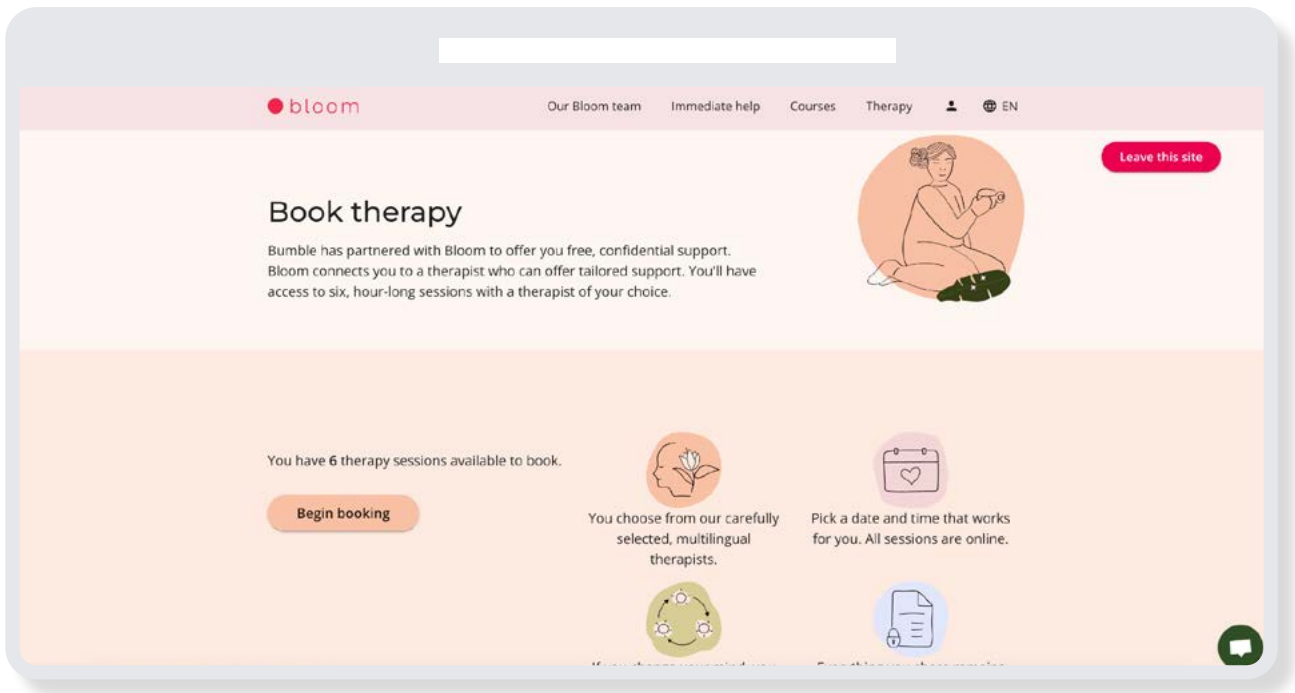 bloom
Our Bloom team
Immediate help
Courses
Therapy
EN
Leave this site
Book therapy
Bumble has partnered with Bloom to offer you free, confidential support.
Bloom connects you to a therapist who can offer tailored support. You'll have
access to six, hour-long sessions with a therapist of your choice.
You have 6 therapy sessions available to book.
Begin booking
You choose from our carefully
selected, multilingual
therapists.
Pick a date and time that works
for you. All sessions are online.